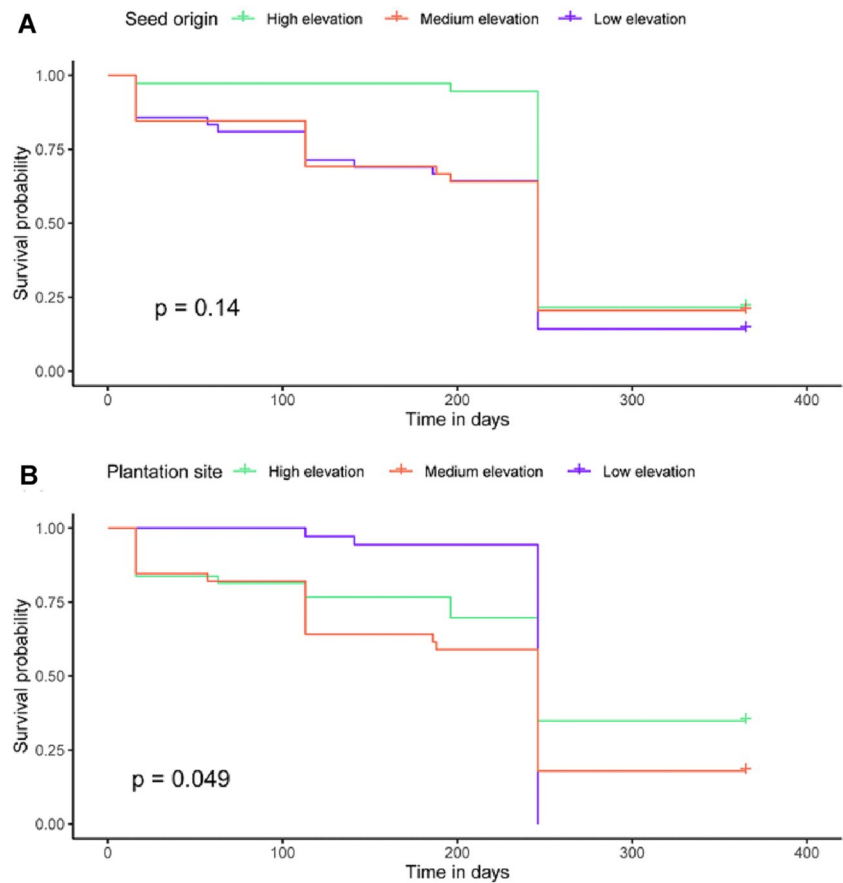 A
Seed origin High elevation Medium elevation Low elevation
1.00
0.75
0.50
0.25
0.00
Survival probability
p = 0.14
0 100 200 300 400
Time in days
B
Plantation site High elevation Medium elevation Low elevation
1.00
0.75
0.50
0.25
0.00
Survival probability
p = 0.049
0 100 200 300 400
Time in days